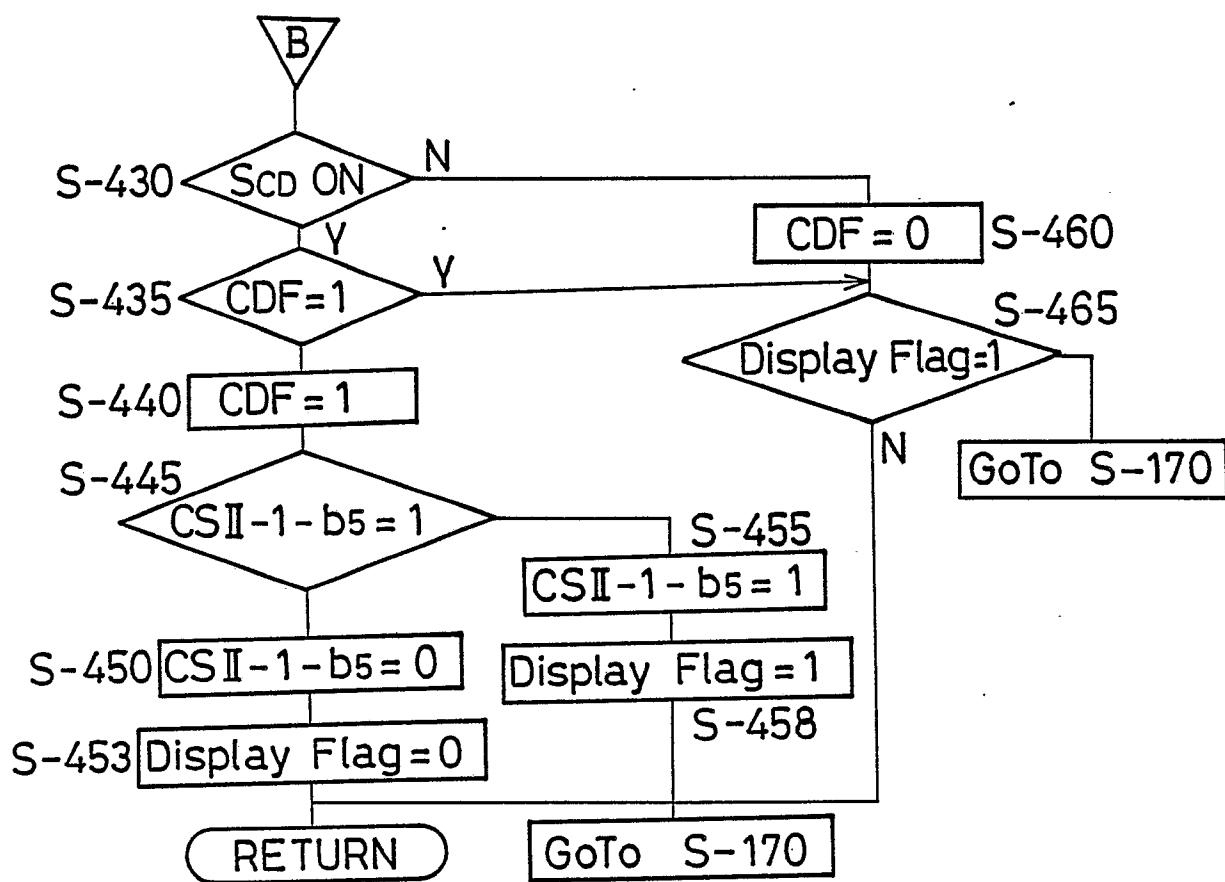 B
S-430
SCD ON
N
Y
CDF=0
S-460
S-435
CDF=1
Y
S-465
Display Flag=1
S-440
CDF=1
N
GoTo S-170
S-445
CSⅡ-1-b5=1
S-455
CSⅡ-1-b5=1
S-450
CSⅡ-1-b5=0
Display Flag=1
S-458
S-453
Display Flag=0
RETURN
GoTo S-170